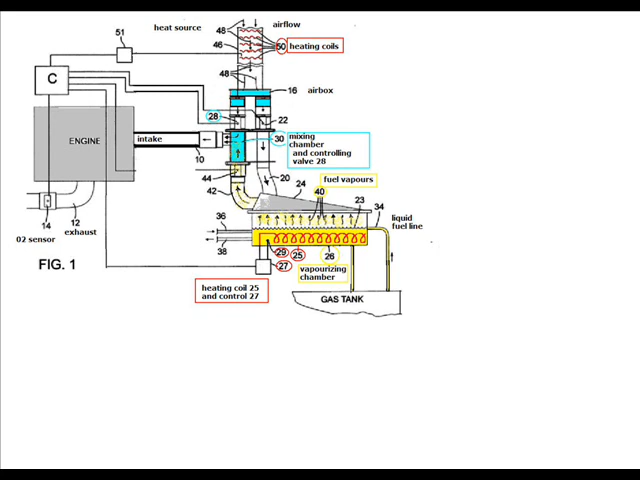 heat source
airflow
48
51
46
50
heating coils
48
C
16
airbox
28
22
ENGINE
intake
30
mixing
chamber
and controlling
valve 28
10
44
20
fuel vapours
42
24
40
23
34
liquid
fuel line
36
38
14
12
exhaust
02 sensor
29
25
26
27
vapourizing
chamber
FIG. 1
heating coil 25
and control 27
GAS TANK